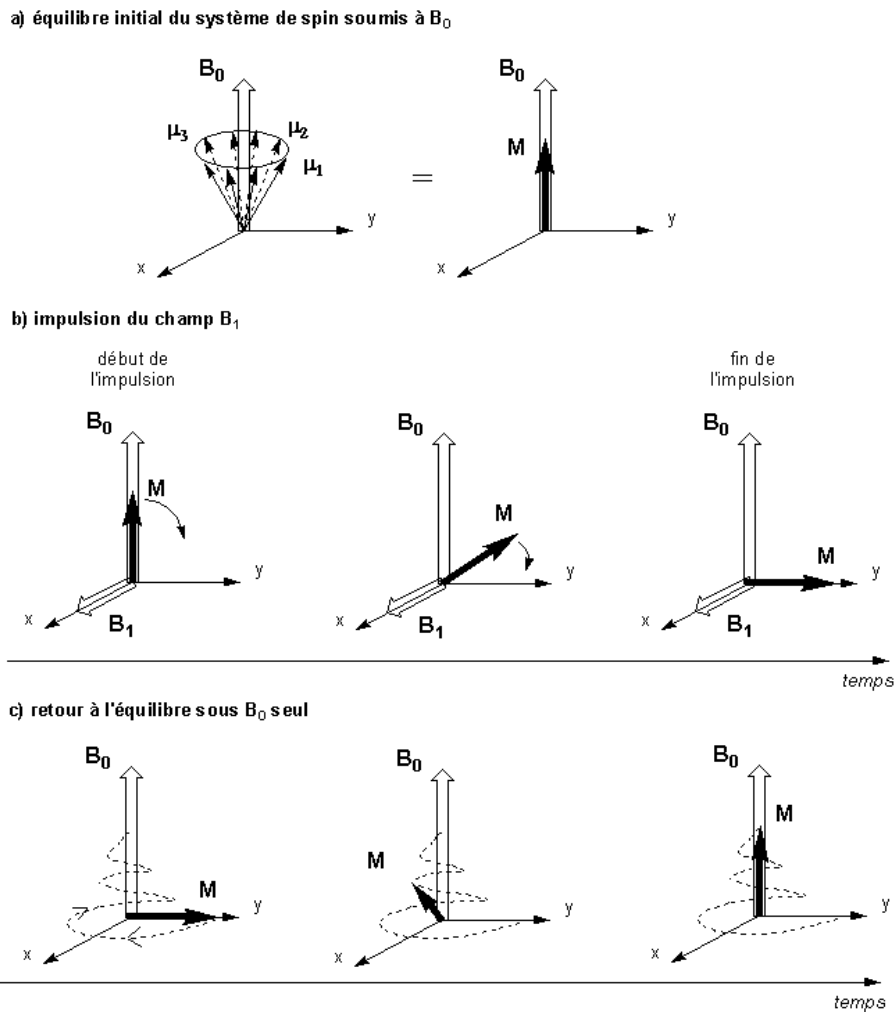 a) équilibre initial du système de spin soumis à B₀
B₀
B₀
μ₃
μ₂
M
μ₁
=
y
y
x
x
b) impulsion du champ B₁
début de
l'impulsion
fin de
l'impulsion
B₀
B₀
B₀
M
M
M
y
y
y
x
B₁
x
B₁
x
B₁
temps
c) retour à l'équilibre sous B₀ seul
B₀
B₀
B₀
M
M
M
y
y
y
x
x
x
temps